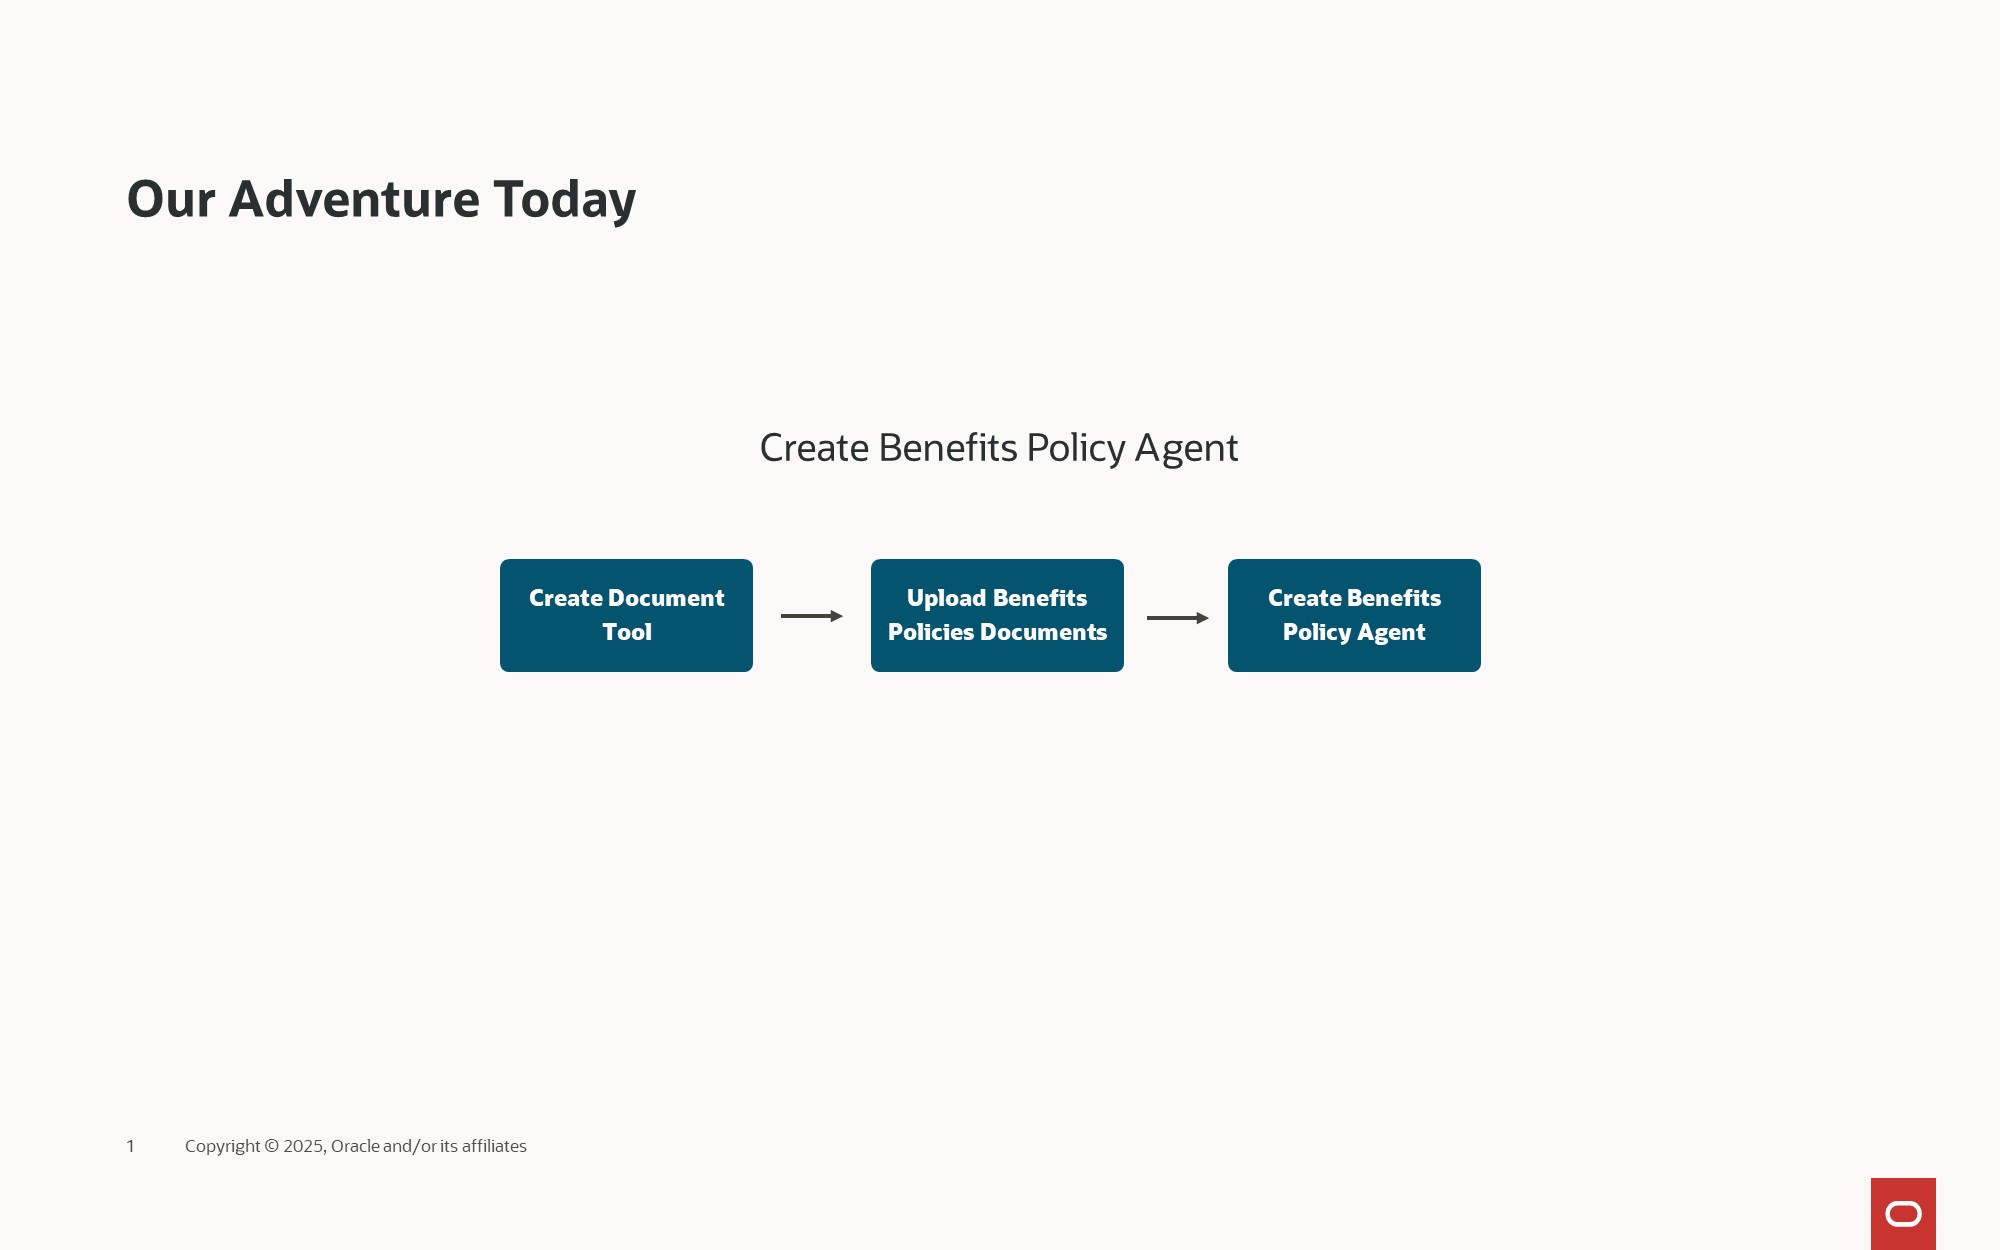 Our Adventure Today
Create Benefits Policy Agent
Create Document
Tool
Upload Benefits
Policies Documents
Create Benefits
Policy Agent
1 Copyright © 2025, Oracle and/or its affiliates